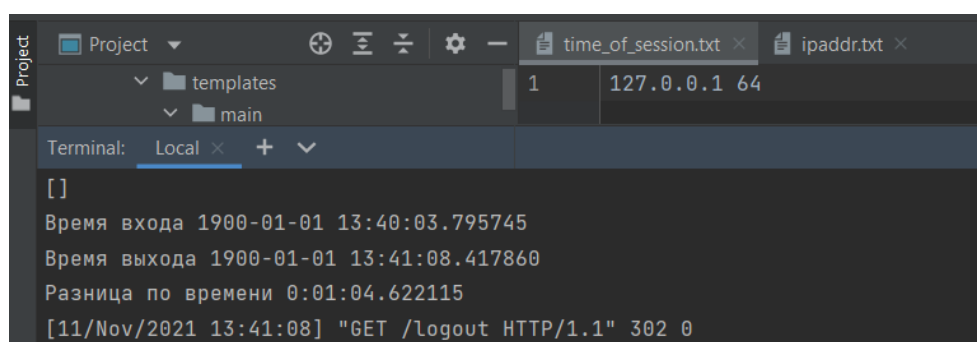 Project
Project
time_of_session.txt
ipaddr.txt
templates
main
1 127.0.0.1 64
Terminal: Local
[]
Время входа 1900-01-01 13:40:03.795745
Время выхода 1900-01-01 13:41:08.417860
Разница по времени 0:01:04.622115
[11/Nov/2021 13:41:08] "GET /logout HTTP/1.1" 302 0